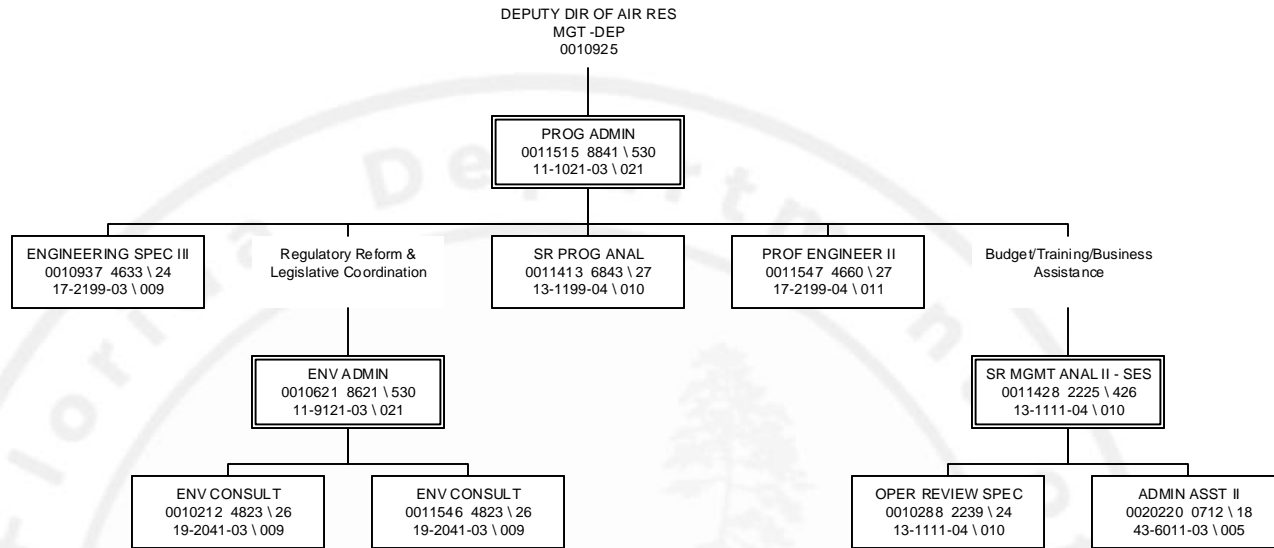 DEPUTY DIR OF AIR RES
MGT -DEP
0010925
PROG ADMIN
0011515 8841 \ 530
11-1021-03 \ 021
ENGINEERING SPEC III
0010937 4633 \ 24
17-2199-03 \ 009
Regulatory Reform &
Legislative Coordination
SR PROG ANAL
0011413 6843 \ 27
13-1199-04 \ 010
PROF ENGINEER II
0011547 4660 \ 27
17-2199-04 \ 011
Budget/Training/Business
Assistance
ENV ADMIN
0010621 8621 \ 530
11-9121-03 \ 021
SR MGMT ANAL II - SES
0011428 2225 \ 426
13-1111-04 \ 010
ENV CONSULT
0010212 4823 \ 26
19-2041-03 \ 009
ENV CONSULT
0011546 4823 \ 26
19-2041-03 \ 009
OPER REVIEW SPEC
0010288 2239 \ 24
13-1111-04 \ 010
ADMIN ASST II
0020220 0712 \ 18
43-6011-03 \ 005